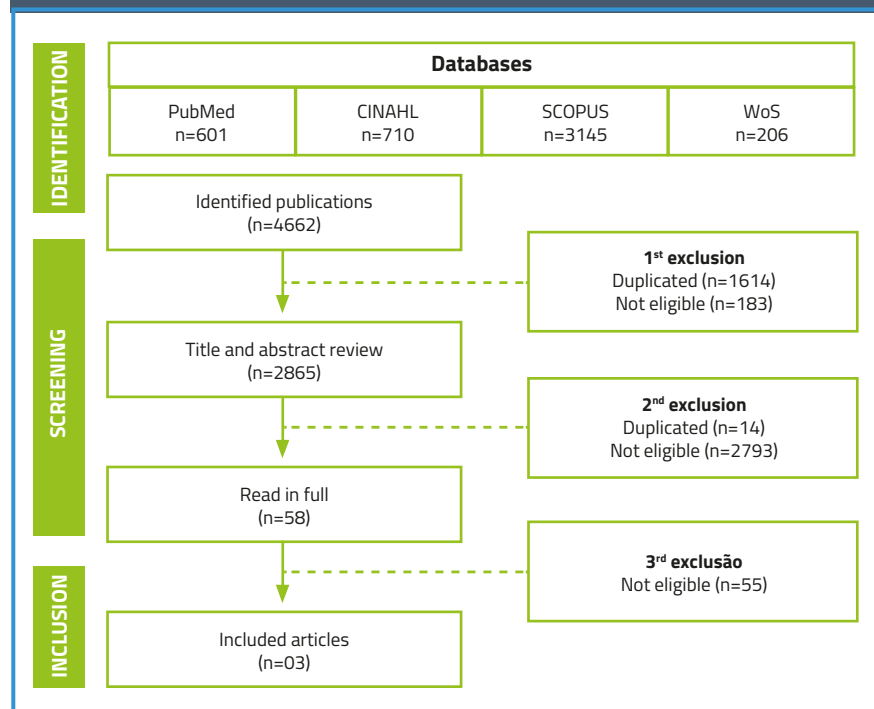 IDENTIFICATION
Databases
PubMed
n=601
CINAHL
n=710
SCOPUS
n=3145
WoS
n=206
Identified publications
(n=4662)
SCREENING
1st exclusion
Duplicated (n=1614)
Not eligible (n=183)
Title and abstract review
(n=2865)
2nd exclusion
Duplicated (n=14)
Not eligible (n=2793)
Read in full
(n=58)
3rd exclusão
Not eligible (n=55)
INCLUSION
Included articles
(n=03)